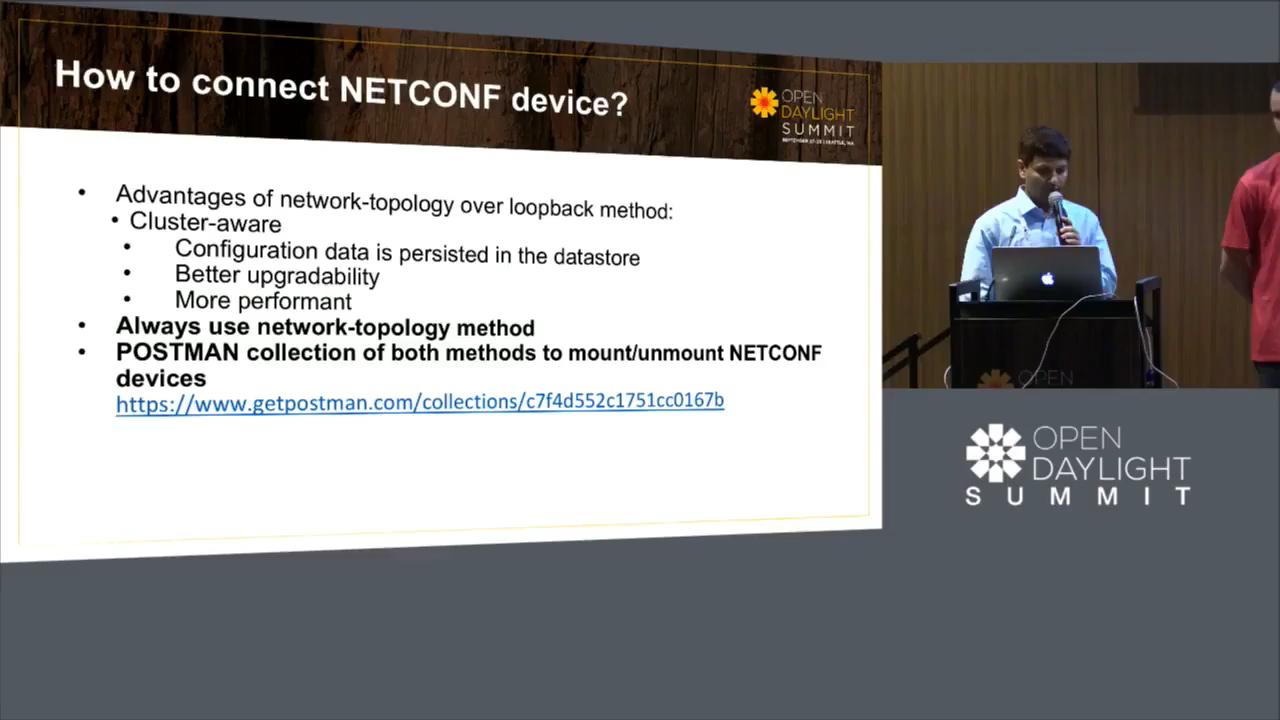 How to connect NETCONF device?
OPEN
DAYLIGHT
SUMMIT
• Advantages of network-topology over loopback method:
• Cluster-aware
• Configuration data is persisted in the datastore
• Better upgradability
• More performant
• Always use network-topology method
• POSTMAN collection of both methods to mount/unmount NETCONF
devices
https://www.getpostman.com/collections/c7f4d552c1751cc0167b
OPEN
OPEN
DAYLIGHT
SUMMIT